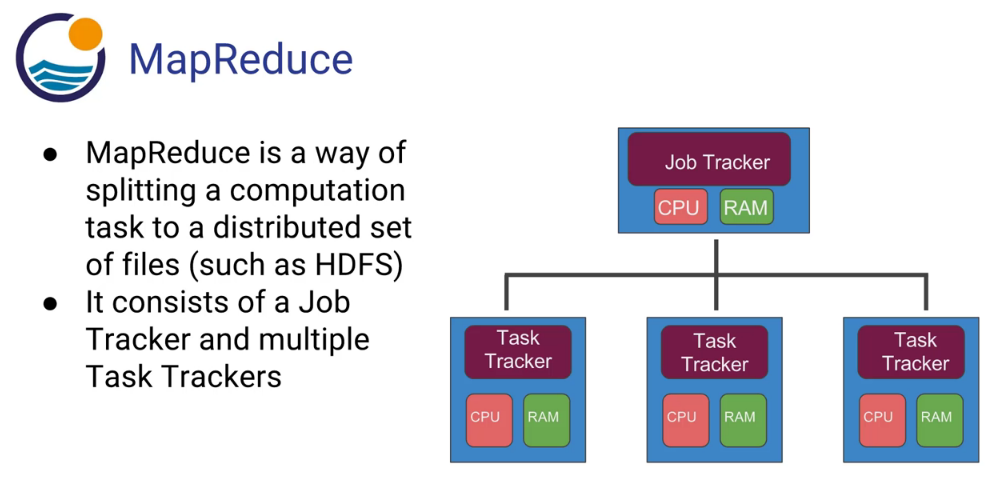 MapReduce
● MapReduce is a way of
splitting a computation
task to a distributed set
of files (such as HDFS)
● It consists of a Job
Tracker and multiple
Task Trackers
Job Tracker
CPU RAM
Task
Tracker
CPU RAM
Task
Tracker
CPU RAM
Task
Tracker
CPU RAM